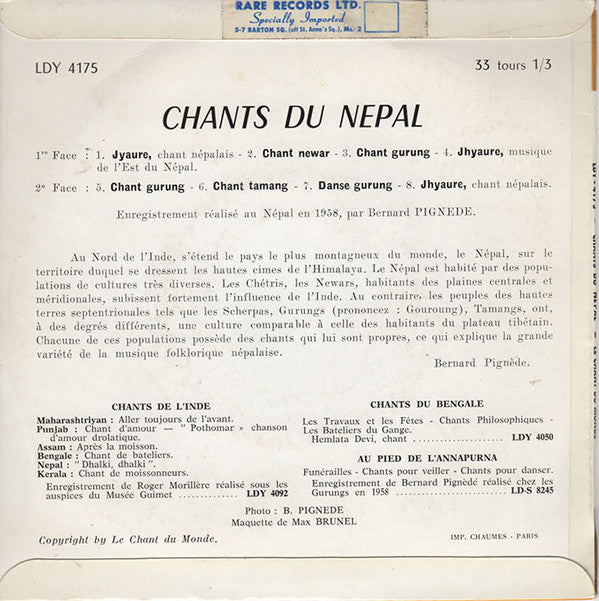 RARE RECORDS LTD.
Specially Imported
5-7 BARTON SQ. (off St. Anne's Sq.), Mc. 2
LDY 4175
33 tours 1/3
CHANTS DU NEPAL
1re Face : 1. Jyaure, chant népalais - 2. Chant newar - 3. Chant gurung - 4. Jhyaure, musique
de l'Est du Népal.
2e Face : 5. Chant gurung - 6. Chant tamang - 7. Danse gurung - 8. Jhyaure, chant népalais.
Enregistrement réalisé au Népal en 1958, par Bernard PIGNEDE.
Au Nord de l'Inde, s'étend le pays le plus montagneux du monde, le Népal, sur le
territoire duquel se dressent les hautes cimes de l'Himalaya. Le Népal est habité par des popu-
lations de cultures très diverses. Les Chétris, les Newars, habitants des plaines centrales et
méridionales, subissent fortement l'influence de l'Inde. Au contraire, les peuples des hautes
terres septentrionales tels que les Scherpas, Gurungs (prononcez : Gouroung), Tamangs, ont,
à des degrés différents, une culture comparable à celle des habitants du plateau tibétain.
Chacune de ces populations possède des chants qui lui sont propres, ce qui explique la grande
variété de la musique folklorique népalaise.
Bernard Pignède.
CHANTS DE L'INDE
Maharashtriyan : Aller toujours de l'avant.
Punjab : Chant d'amour — " Pothomar » chanson
d'amour drolatique.
Assam : Après la moisson.
Bengale : Chant de bateliers.
Nepal : " Dhalki, dhalki ".
Kerala : Chant de moissonneurs.
Enregistrement de Roger Morillère réalisé sous les
auspices du Musée Guimet .................. LDY 4092
CHANTS DU BENGALE
Les Travaux et les Fêtes - Chants Philosophiques -
Les Bateliers du Gange.
Hemlata Devi, chant .................. LDY 4050
AU PIED DE L'ANNAPURNA
Funérailles - Chants pour veiller - Chants pour danser.
Enregistrement de Bernard Pignèdé réalisé chez les
Gurungs en 1958 .................. LD-S 8245
Photo : B. PIGNEDE
Maquette de Max BRUNEL
Copyright by Le Chant du Monde.
IMP. CHAUMES - PARIS